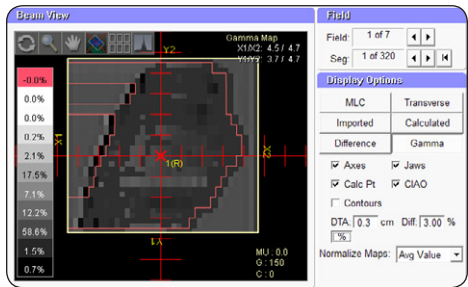 Beam View
Gamma Map
X1/X2: 4.5 / 4.7
Y1/Y2: 3.7 / 4.7
Y2
X1
X2
1(R)
Y1
MU : 0.0
G : 150
C : 0
-0.0%
0.0%
0.0%
0.2%
2.1%
17.5%
7.1%
12.2%
58.6%
1.5%
0.7%
Field
Field: 1 of 7
Seg: 1 of 320
Display Options
MLC Transverse
Imported Calculated
Difference Gamma
Axes Jaws
Calc Pt CIAO
Contours
DTA: 0.3 cm Diff: 3.00 %
%
Normalize Maps: Avg Value